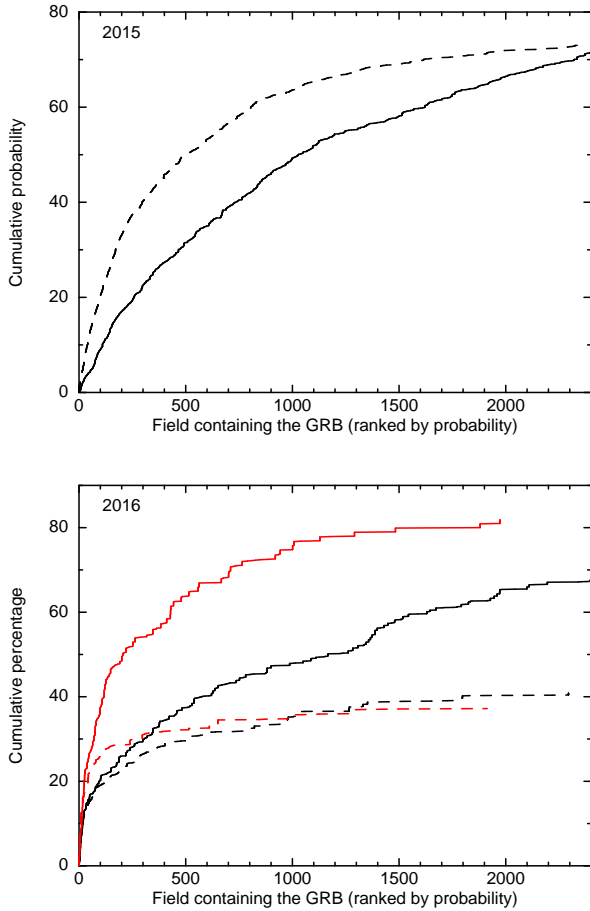 80
2015
60
40
20
0
Cumulative probability
0 500 1000 1500 2000
Field containing the GRB (ranked by probability)
2016
80
60
40
20
0
Cumulative percentage
0 500 1000 1500 2000
Field containing the GRB (ranked by probability)